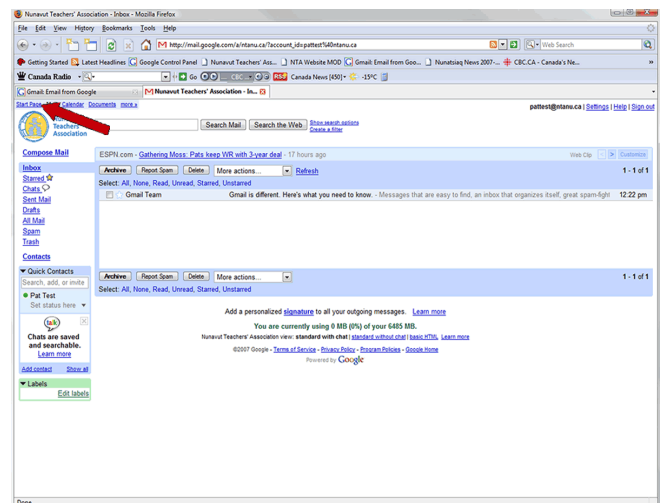 Nunavut Teachers' Association - Inbox - Mozilla Firefox
File Edit View History Bookmarks Tools Help
http://mail.google.com/a/ntanu.ca/?account_id=pattest%40ntanu.ca
Web Search
Getting Started Latest Headlines Google Control Panel Nunavut Teachers' Ass... NTA Website MOD Gmail: Email from Goo... Nunatsiaq News 2007-... CBC.CA - Canada's Ne... »
Canada Radio Go CBC RSS Canada News [450] -15°C
Gmail: Email from Google Nunavut Teachers' Association - In...
Start Page Calendar Documents more »
pattest@ntanu.ca | Settings | Help | Sign out
Teachers
Association
Search Mail Search the Web Show search options
Create a filter
Compose Mail
ESPN.com - Gathering Moss: Pats keep WR with 3-year deal - 17 hours ago Web Clip < > Customize
Inbox
Starred
Chats
Sent Mail
Drafts
All Mail
Spam
Trash
Contacts
Archive Report Spam Delete More actions... Refresh 1 - 1 of 1
Select: All, None, Read, Unread, Starred, Unstarred
Gmail Team Gmail is different. Here's what you need to know. - Messages that are easy to find, an inbox that organizes itself, great spam-fight 12:22 pm
Archive Report Spam Delete More actions... 1 - 1 of 1
Select: All, None, Read, Unread, Starred, Unstarred
Quick Contacts
Search, add, or invite
Pat Test
Set status here
talk
Chats are saved
and searchable.
Learn more
Add contact Show all
Labels
Edit labels
Add a personalized signature to all your outgoing messages. Learn more
You are currently using 0 MB (0%) of your 6485 MB.
Nunavut Teachers' Association view: standard with chat | standard without chat | basic HTML Learn more
©2007 Google - Terms of Service - Privacy Policy - Program Policies - Google Home
Powered by Google
Done